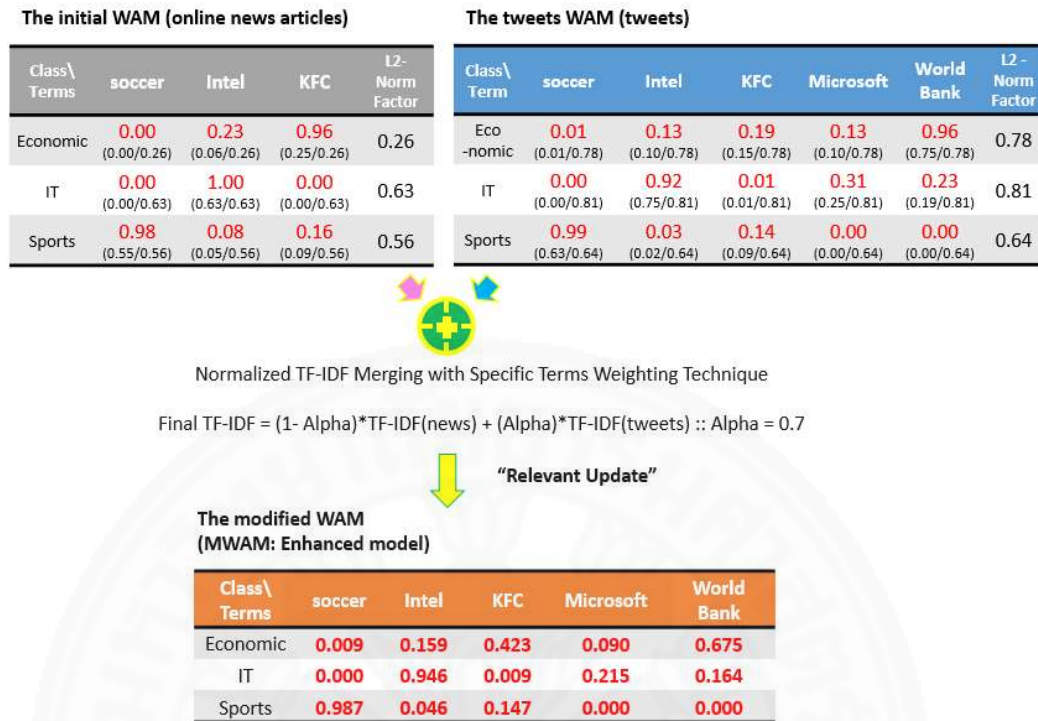 The initial WAM (online news articles)
Class\ Terms soccer Intel KFC L2-Norm Factor
Economic 0.00 0.23 0.96 0.26
(0.00/0.26) (0.06/0.26) (0.25/0.26)
IT 0.00 1.00 0.00 0.63
(0.00/0.63) (0.63/0.63) (0.00/0.63)
Sports 0.98 0.08 0.16 0.56
(0.55/0.56) (0.05/0.56) (0.09/0.56)
The tweets WAM (tweets)
Class\ Term soccer Intel KFC Microsoft World Bank L2 - Norm Factor
Eco -nomic 0.01 0.13 0.19 0.13 0.96 0.78
(0.01/0.78) (0.10/0.78) (0.15/0.78) (0.10/0.78) (0.75/0.78)
IT 0.00 0.92 0.01 0.31 0.23 0.81
(0.00/0.81) (0.75/0.81) (0.01/0.81) (0.25/0.81) (0.19/0.81)
Sports 0.99 0.03 0.14 0.00 0.00 0.64
(0.63/0.64) (0.02/0.64) (0.09/0.64) (0.00/0.64) (0.00/0.64)
Normalized TF-IDF Merging with Specific Terms Weighting Technique
Final TF-IDF = (1- Alpha)*TF-IDF(news) + (Alpha)*TF-IDF(tweets) :: Alpha = 0.7
“Relevant Update”
The modified WAM
(MWAM: Enhanced model)
Class\ Terms soccer Intel KFC Microsoft World Bank
Economic 0.009 0.159 0.423 0.090 0.675
IT 0.000 0.946 0.009 0.215 0.164
Sports 0.987 0.046 0.147 0.000 0.000